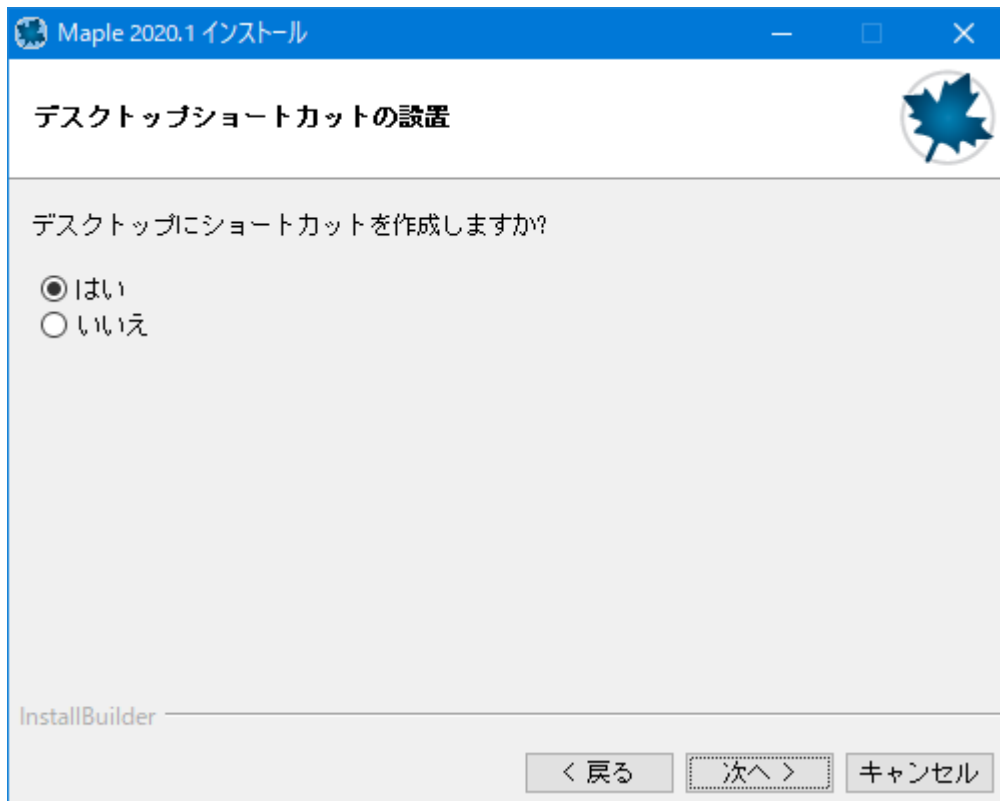 Maple 2020.1 インストール
デスクトップショートカットの設置
デスクトップにショートカットを作成しますか?
はい
いいえ
InstallBuilder
< 戻る 次へ > キャンセル